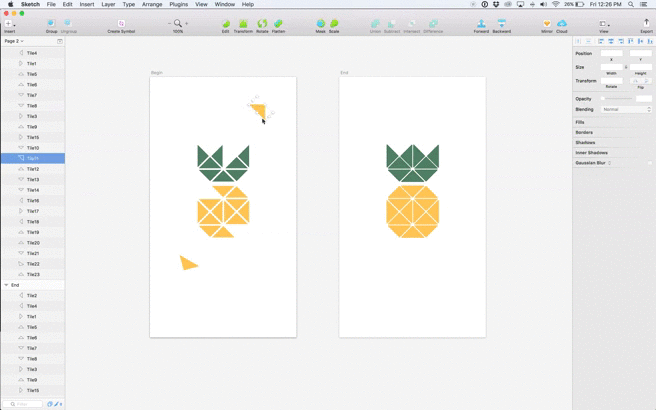 Sketch File Edit Insert Layer Type Arrange Plugins View Window Help
26% Fri 12:26 PM
Insert Group Ungroup Create Symbol 100% Edit Transform Rotate Flatten Mask Scale Union Subtract Intersect Difference Forward Backward Mirror Cloud View Export
Page 2
Tile4
Tile1
Tile5
Tile6
Tile7
Tile8
Tile3
Tile9
Tile15
Tile10
Tile11
Tile12
Tile13
Tile14
Tile16
Tile17
Tile18
Tile19
Tile20
Tile21
Tile22
Tile23
End
Tile2
Tile4
Tile1
Tile5
Tile6
Tile7
Tile8
Tile3
Tile9
Tile15
Filter
Begin
End
Position
X Y
Size
Width Height
Transform
Rotate Flip
Opacity
Blending Normal
Fills
Borders
Shadows
Inner Shadows
Gaussian Blur